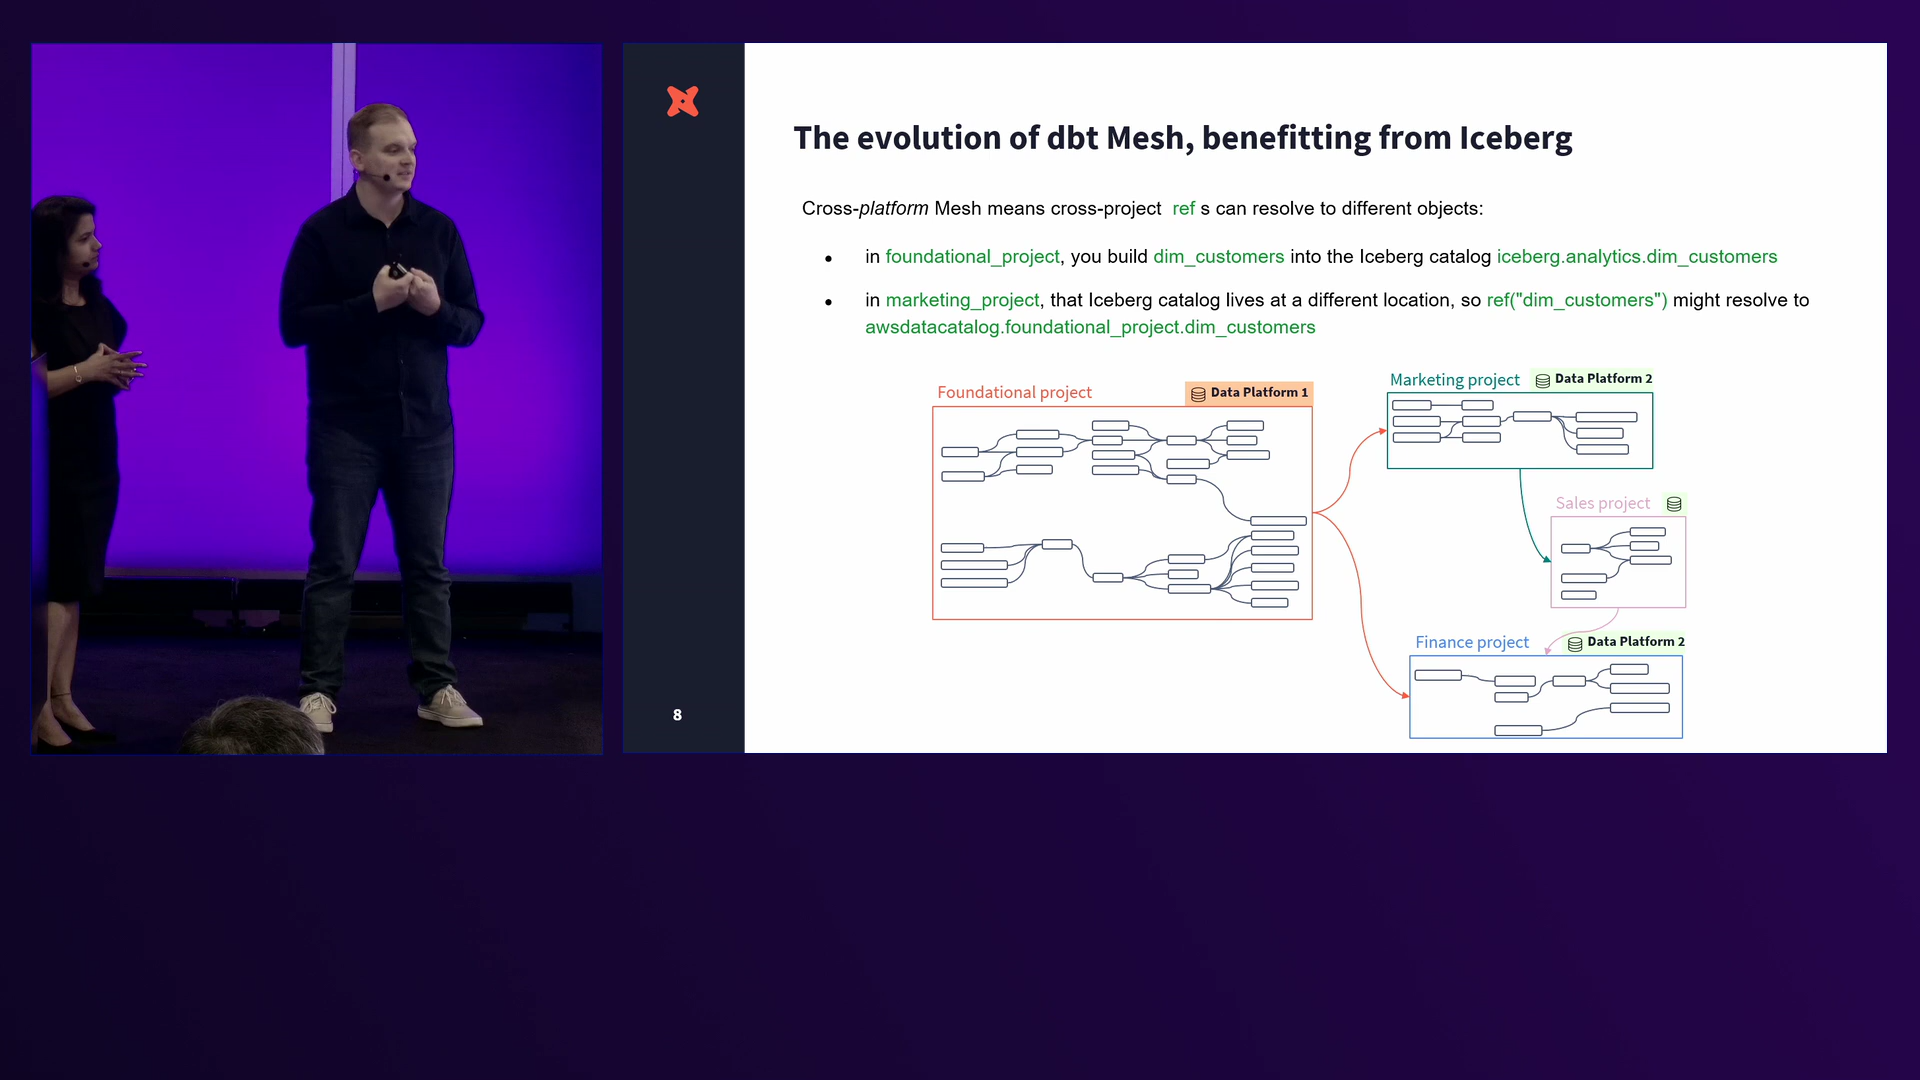 The evolution of dbt Mesh, benefitting from Iceberg
Cross-platform Mesh means cross-project ref s can resolve to different objects:
● in foundational_project, you build dim_customers into the Iceberg catalog iceberg.analytics.dim_customers
● in marketing_project, that Iceberg catalog lives at a different location, so ref("dim_customers") might resolve to
awsdatacatalog.foundational_project.dim_customers
Foundational project
Data Platform 1
Marketing project
Data Platform 2
Sales project
Finance project
Data Platform 2
8